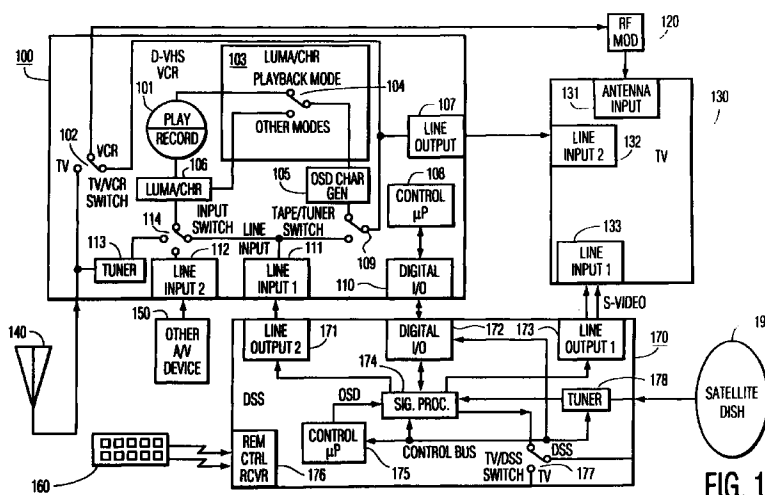 100
D-VHS
VCR
101
PLAY
RECORD
103
LUMA/CHR
PLAYBACK MODE
104
OTHER MODES
102
VCR
TV
TV/VCR
SWITCH
106
LUMA/CHR
105
OSD CHAR
GEN
107
LINE
OUTPUT
108
CONTROL
µP
INPUT
SWITCH
114
LINE
INPUT
TAPE/TUNER
SWITCH
109
113
TUNER
112
LINE
INPUT 2
111
LINE
INPUT 1
110
DIGITAL
I/O
RF
MOD
120
131
ANTENNA
INPUT
130
LINE
INPUT 2
132
TV
133
LINE
INPUT 1
S-VIDEO
140
150
OTHER
A/V
DEVICE
LINE
OUTPUT 2
171
DIGITAL
I/O
172
173
LINE
OUTPUT 1
170
174
DSS
OSD
SIG. PROC.
TUNER
178
SATELLITE
DISH
CONTROL
µP
175
CONTROL BUS
TV/DSS
SWITCH
DSS
177
TV
160
REM
CTRL
RCVR
176
FIG. 1